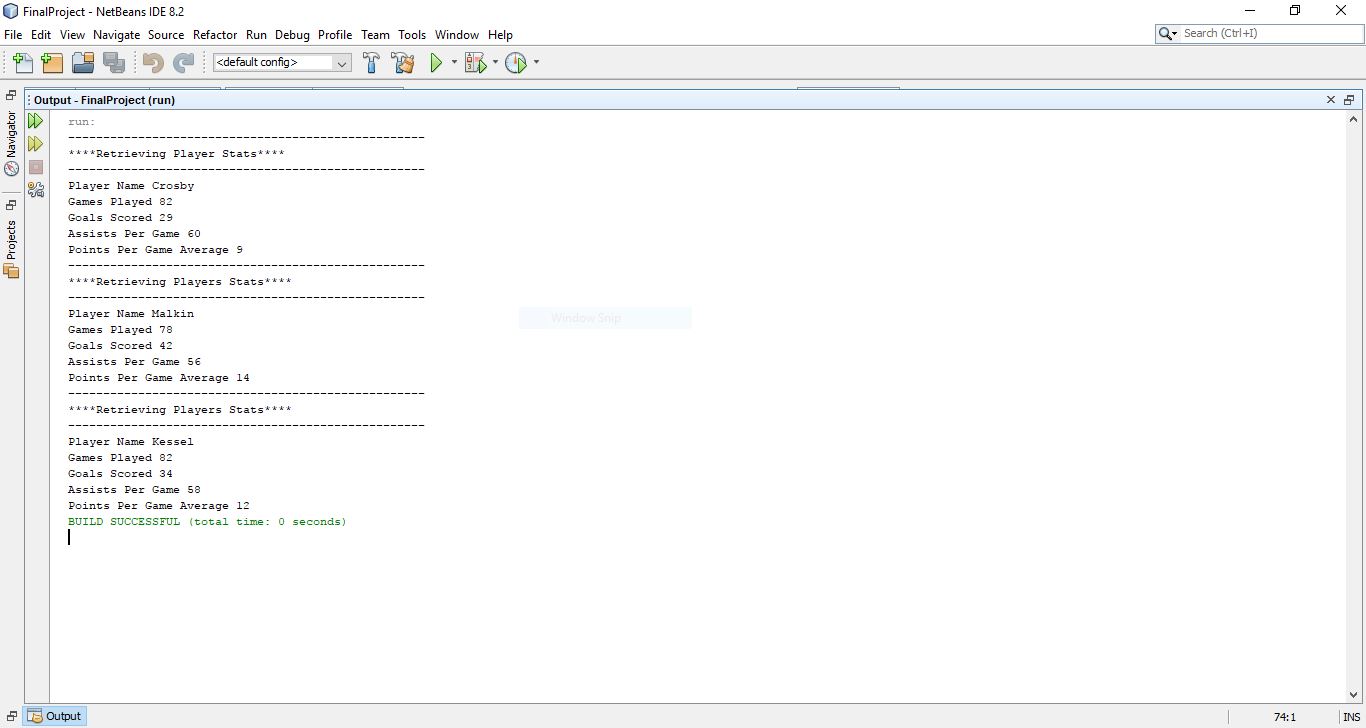 FinalProject - NetBeans IDE 8.2
File Edit View Navigate Source Refactor Run Debug Profile Team Tools Window Help
Search (Ctrl+I)
<default config>
Output - FinalProject (run)
Navigator
Projects
run:
---------------------------------------------------
****Retrieving Player Stats****
---------------------------------------------------
Player Name Crosby
Games Played 82
Goals Scored 29
Assists Per Game 60
Points Per Game Average 9
---------------------------------------------------
****Retrieving Players Stats****
---------------------------------------------------
Player Name Malkin
Games Played 78
Goals Scored 42
Assists Per Game 56
Points Per Game Average 14
---------------------------------------------------
****Retrieving Players Stats****
---------------------------------------------------
Player Name Kessel
Games Played 82
Goals Scored 34
Assists Per Game 58
Points Per Game Average 12
BUILD SUCCESSFUL (total time: 0 seconds)
Window Snip
Output
74:1
INS